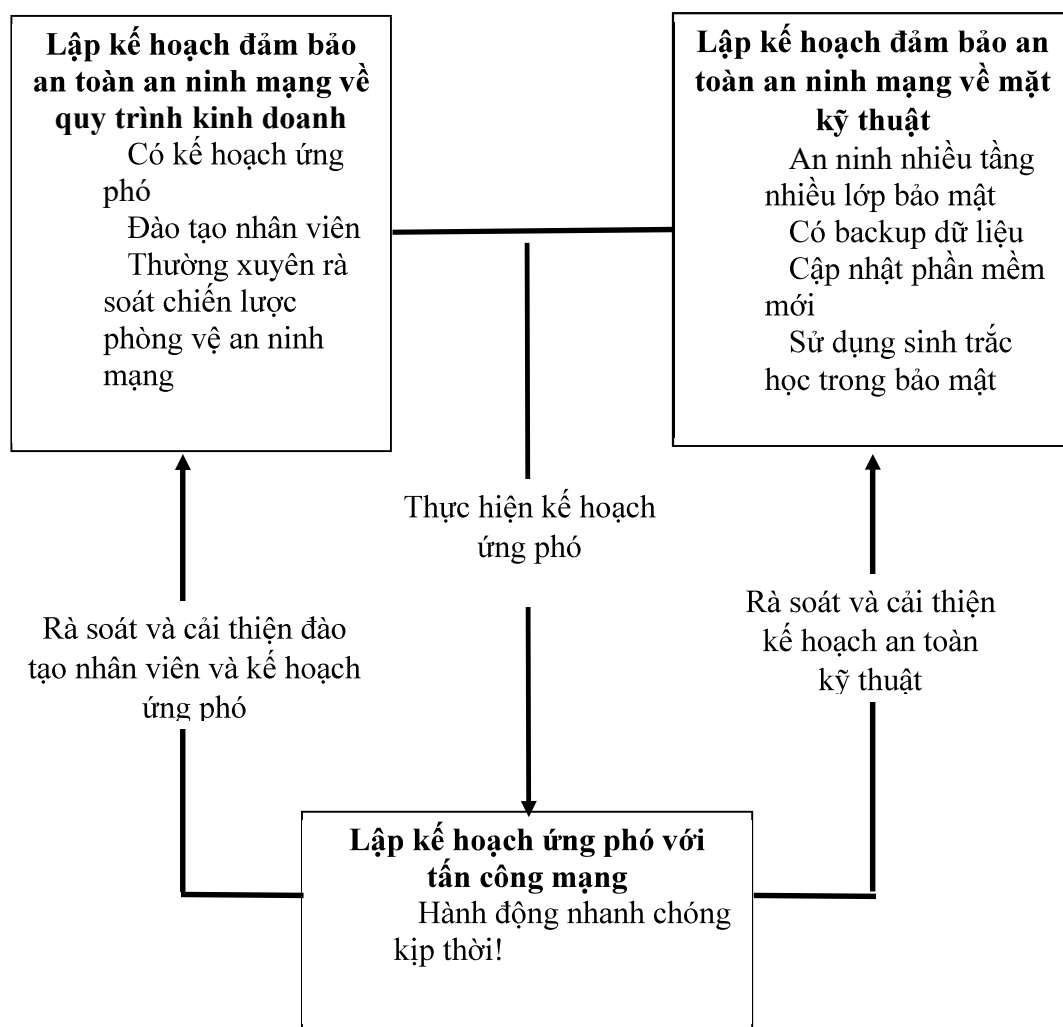 Lập kế hoạch đảm bảo
an toàn an ninh mạng về
quy trình kinh doanh
Có kế hoạch ứng
phó
Đào tạo nhân viên
Thường xuyên rà
soát chiến lược
phòng vệ an ninh
mạng
Lập kế hoạch đảm bảo an
toàn an ninh mạng về mặt
kỹ thuật
An ninh nhiều tầng
nhiều lớp bảo mật
Có backup dữ liệu
Cập nhật phần mềm
mới
Sử dụng sinh trắc
học trong bảo mật
Thực hiện kế hoạch
ứng phó
Rà soát và cải thiện đào
tạo nhân viên và kế hoạch
ứng phó
Rà soát và cải thiện
kế hoạch an toàn
kỹ thuật
Lập kế hoạch ứng phó với
tấn công mạng
Hành động nhanh chóng
kịp thời!